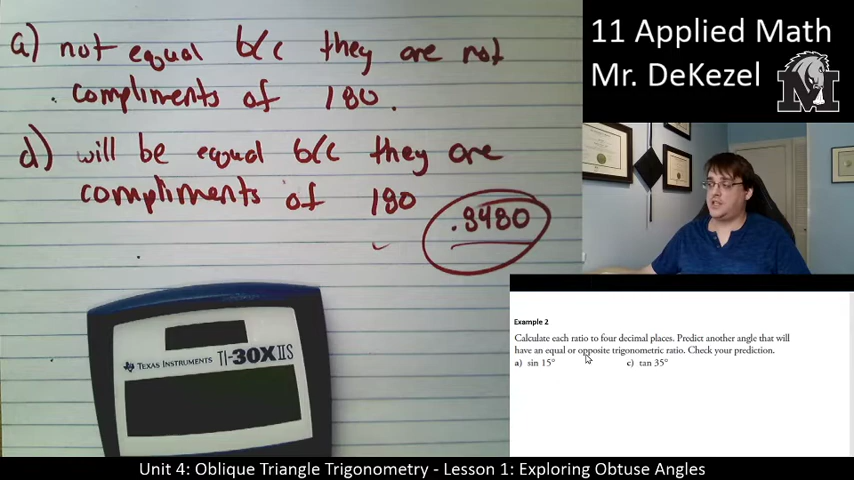 a) not equal b/c they are not
compliments of 180.
d) will be equal b/c they are
compliments of 180
.8480
TEXAS INSTRUMENTS TI-30X IIS
11 Applied Math
Mr. DeKezel
M
Example 2
Calculate each ratio to four decimal places. Predict another angle that will
have an equal or opposite trigonometric ratio. Check your prediction.
a) sin 15° c) tan 35°
Unit 4: Oblique Triangle Trigonometry - Lesson 1: Exploring Obtuse Angles